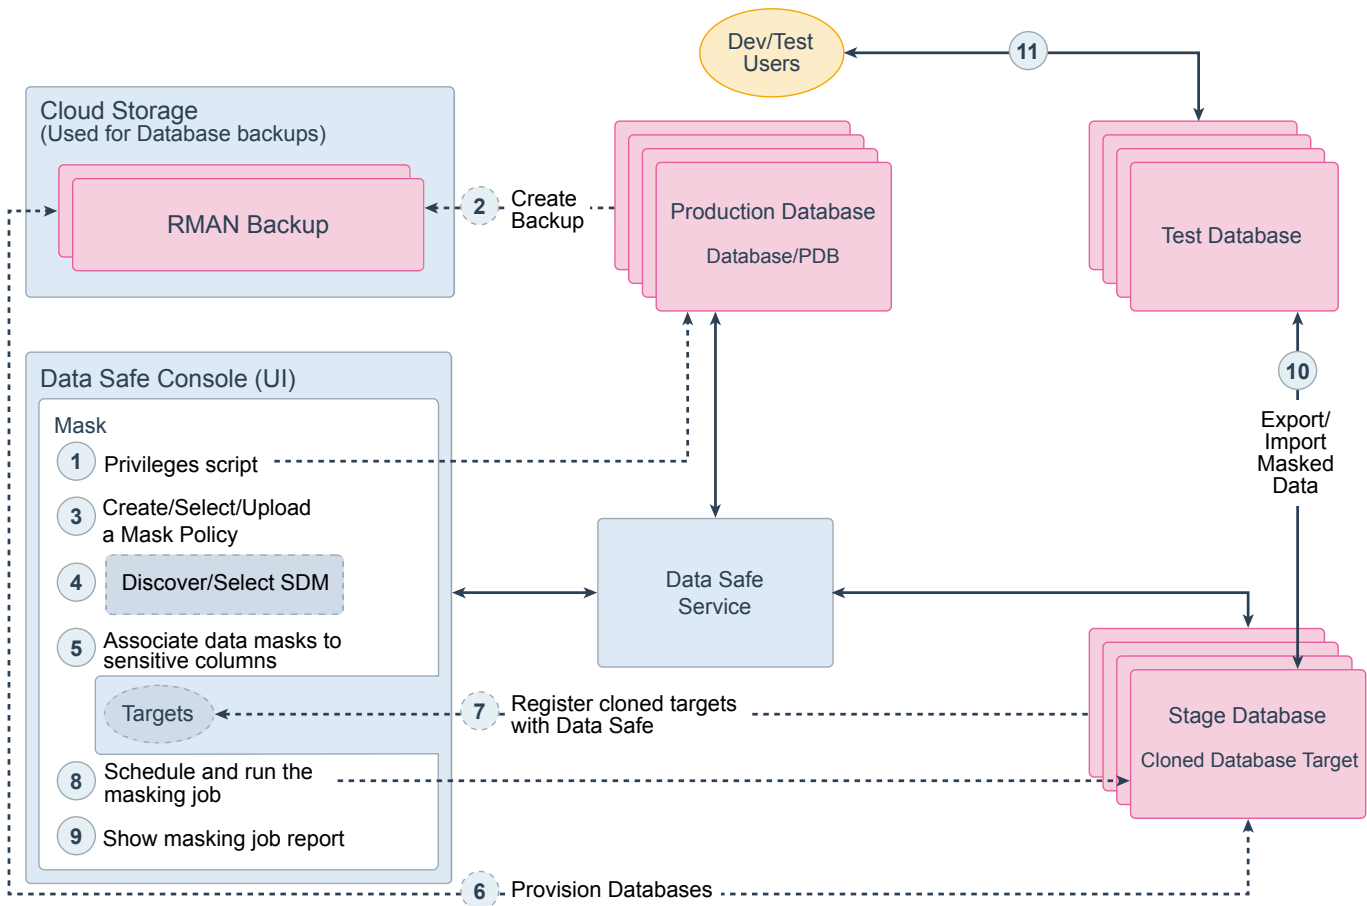 Dev/Test
Users
11
Cloud Storage
(Used for Database backups)
RMAN Backup
2
Create
Backup
Production Database
Database/PDB
Test Database
10
Export/
Import
Masked
Data
Data Safe Console (UI)
Mask
1
Privileges script
3
Create/Select/Upload
a Mask Policy
4
Discover/Select SDM
5
Associate data masks to
sensitive columns
Targets
7
Register cloned targets
with Data Safe
8
Schedule and run the
masking job
9
Show masking job report
Data Safe
Service
Stage Database
Cloned Database Target
6
Provision Databases